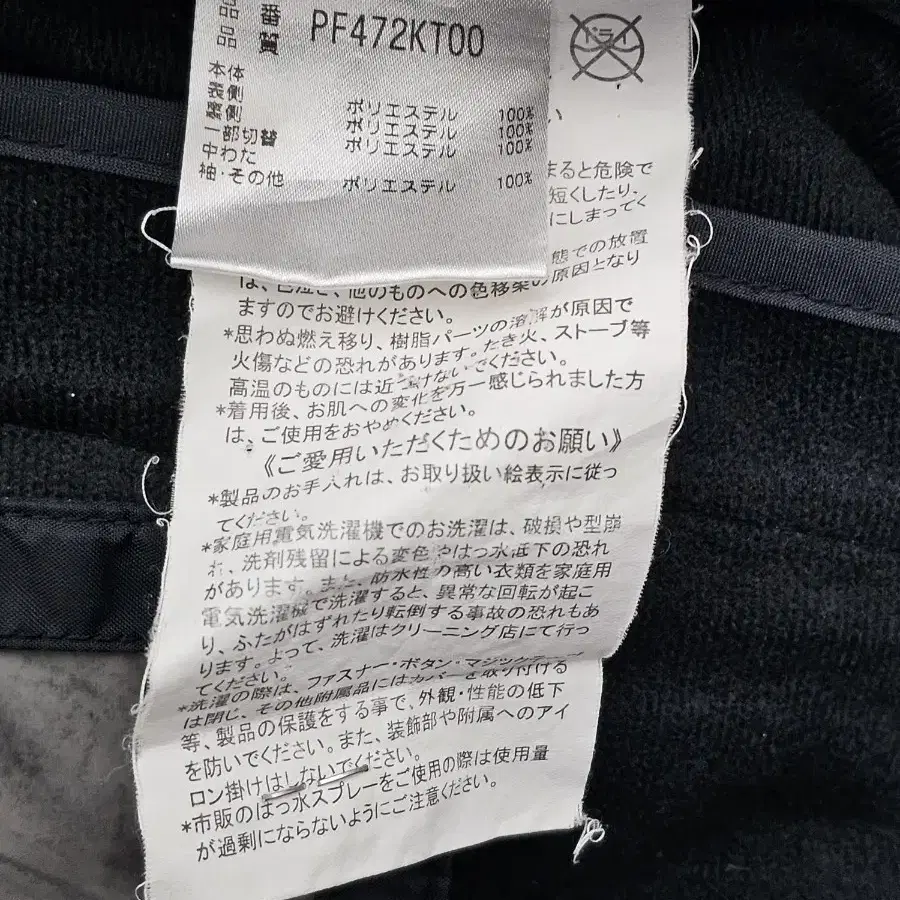 品番 PF472KT00
品質
本体
表側 ポリエステル 100%
裏側 ポリエステル 100%
一部切替 ポリエステル 100%
中わた
袖・その他 ポリエステル 100%
ドライ
い
まると危険で
短くしたり、
にしまってく
態での放置
は、色泣き、他のものへの色移染の原因となり
ますのでお避けください。
*思わぬ燃え移り、樹脂パーツの溶解が原因で
火傷などの恐れがあります。たき火、ストーブ等
高温のものには近づけないでください。
*着用後、お肌への変化を万一感じられました方
は、ご使用をおやめください。
《ご愛用いただくためのお願い》
*製品のお手入れは、お取り扱い絵表示に従っ
てください。
*家庭用電気洗濯機でのお洗濯は、破損や型崩
れ、洗剤残留による変色やはっ水低下の恐れ
があります。また、防水性の高い衣類を家庭用
電気洗濯機で洗濯すると、異常な回転が起こ
り、ふたがはずれたり転倒する事故の恐れもあ
ります。よって、洗濯はクリーニング店にて行っ
てください。
*洗濯の際は、ファスナー・ボタン・マジックテープ
は閉じ、その他附属品にはカバーを取り付ける
等、製品の保護をする事で、外観・性能の低下
を防いでください。また、装飾部や附属へのアイ
ロン掛けはしないでください。
*市販のはっ水スプレーをご使用の際は使用量
が過剰にならないようにご注意ください。